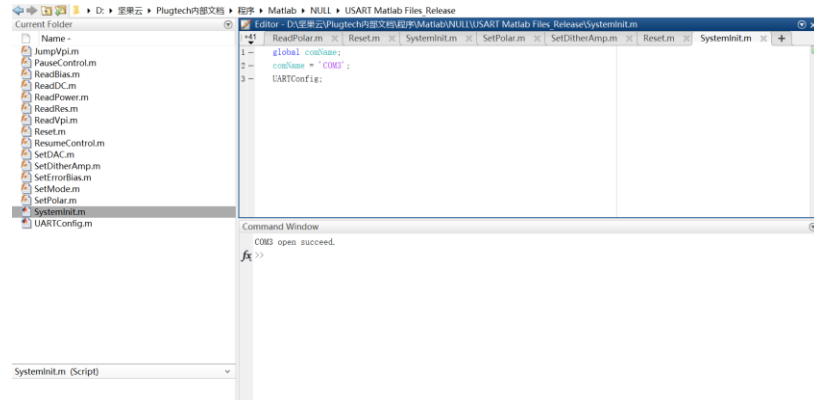 D: ▸ 坚果云 ▸ Plugtech内部文档 ▸ 程序 ▸ Matlab ▸ NULL ▸ USART Matlab Files_Release
Current Folder
Name
JumpVpi.m
PauseControl.m
ReadBias.m
ReadDC.m
ReadPower.m
ReadRes.m
ReadVpi.m
Reset.m
ResumeControl.m
SetDAC.m
SetDitherAmp.m
SetErrorBias.m
SetMode.m
SetPolar.m
SystemInit.m
UARTConfig.m
SystemInit.m (Script)
Editor - D:\坚果云\Plugtech内部文档\程序\Matlab\NULL\USART Matlab Files_Release\SystemInit.m
+41 ReadPolar.m Reset.m SystemInit.m SetPolar.m SetDitherAmp.m Reset.m SystemInit.m +
1 – global comName;
2 – comName = 'COM3';
3 – UARTConfig;
Command Window
COM3 open succeed.
fx >>